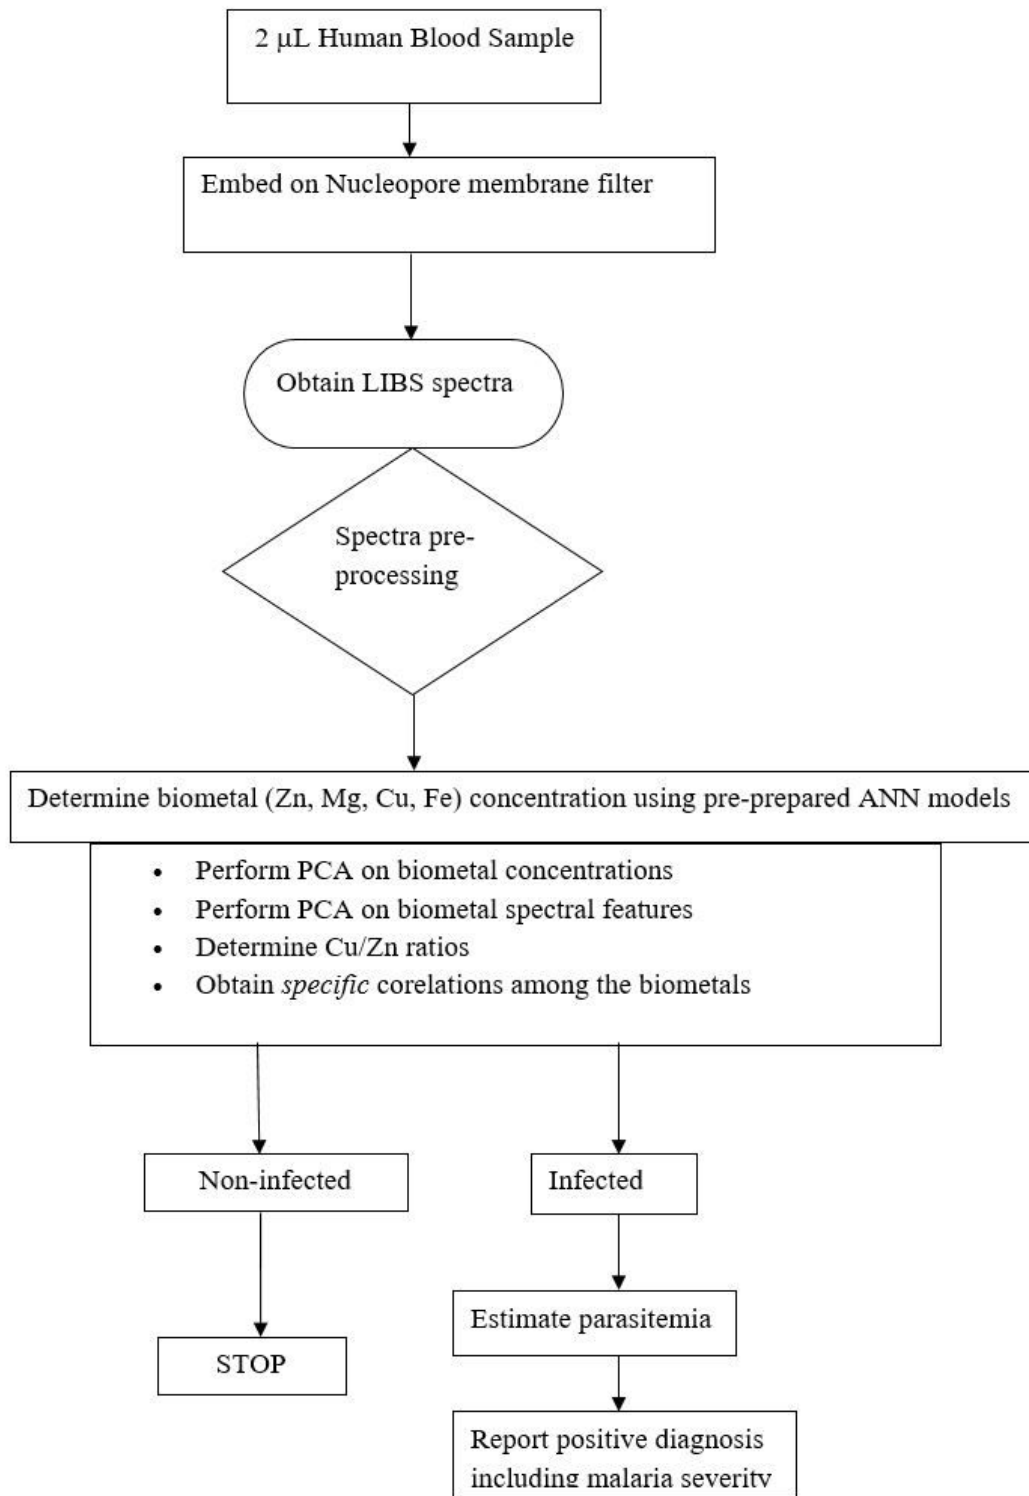 2 μL Human Blood Sample
Embed on Nucleopore membrane filter
Obtain LIBS spectra
Spectra pre-
processing
Determine biometal (Zn, Mg, Cu, Fe) concentration using pre-prepared ANN models
• Perform PCA on biometal concentrations
• Perform PCA on biometal spectral features
• Determine Cu/Zn ratios
• Obtain specific corelations among the biometals
Non-infected
Infected
Estimate parasitemia
STOP
Report positive diagnosis
including malaria severity